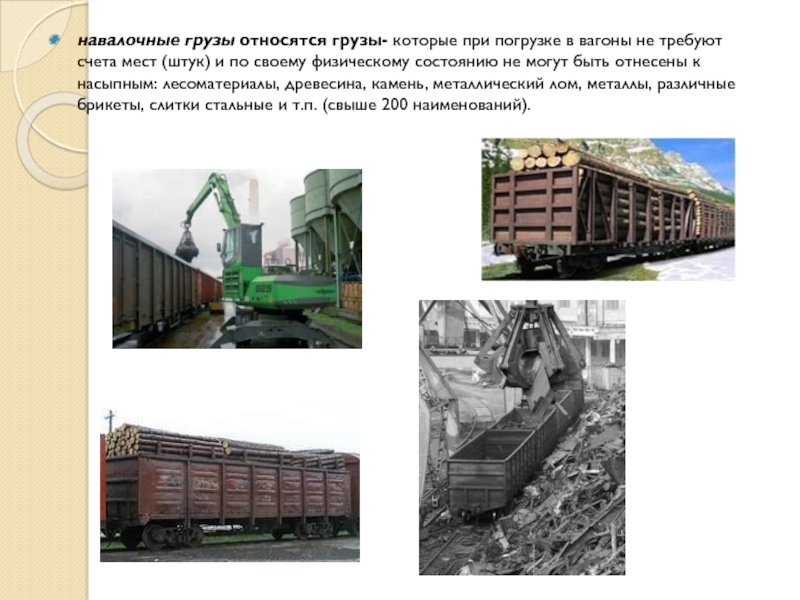 навалочные грузы относятся грузы- которые при погрузке в вагоны не требуют
счета мест (штук) и по своему физическому состоянию не могут быть отнесены к
насыпным: лесоматериалы, древесина, камень, металлический лом, металлы, различные
брикеты, слитки стальные и т.п. (свыше 200 наименований).
825